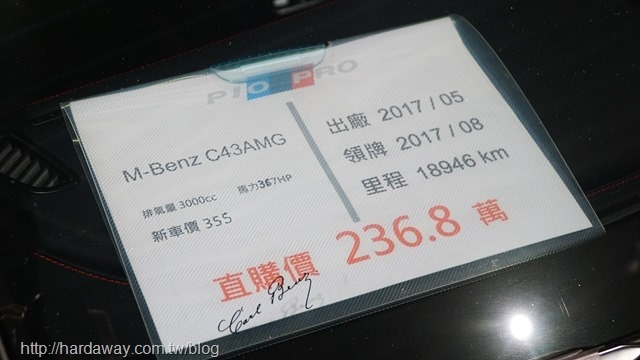 PIO PRO
M-Benz C43AMG
排氣量 3000cc 馬力367HP
新車價 355
出廠 2017 / 05
領牌 2017 / 08
里程 18946 km
直購價 236.8 萬
Carl Benz
http://hardaway.com.tw/blog